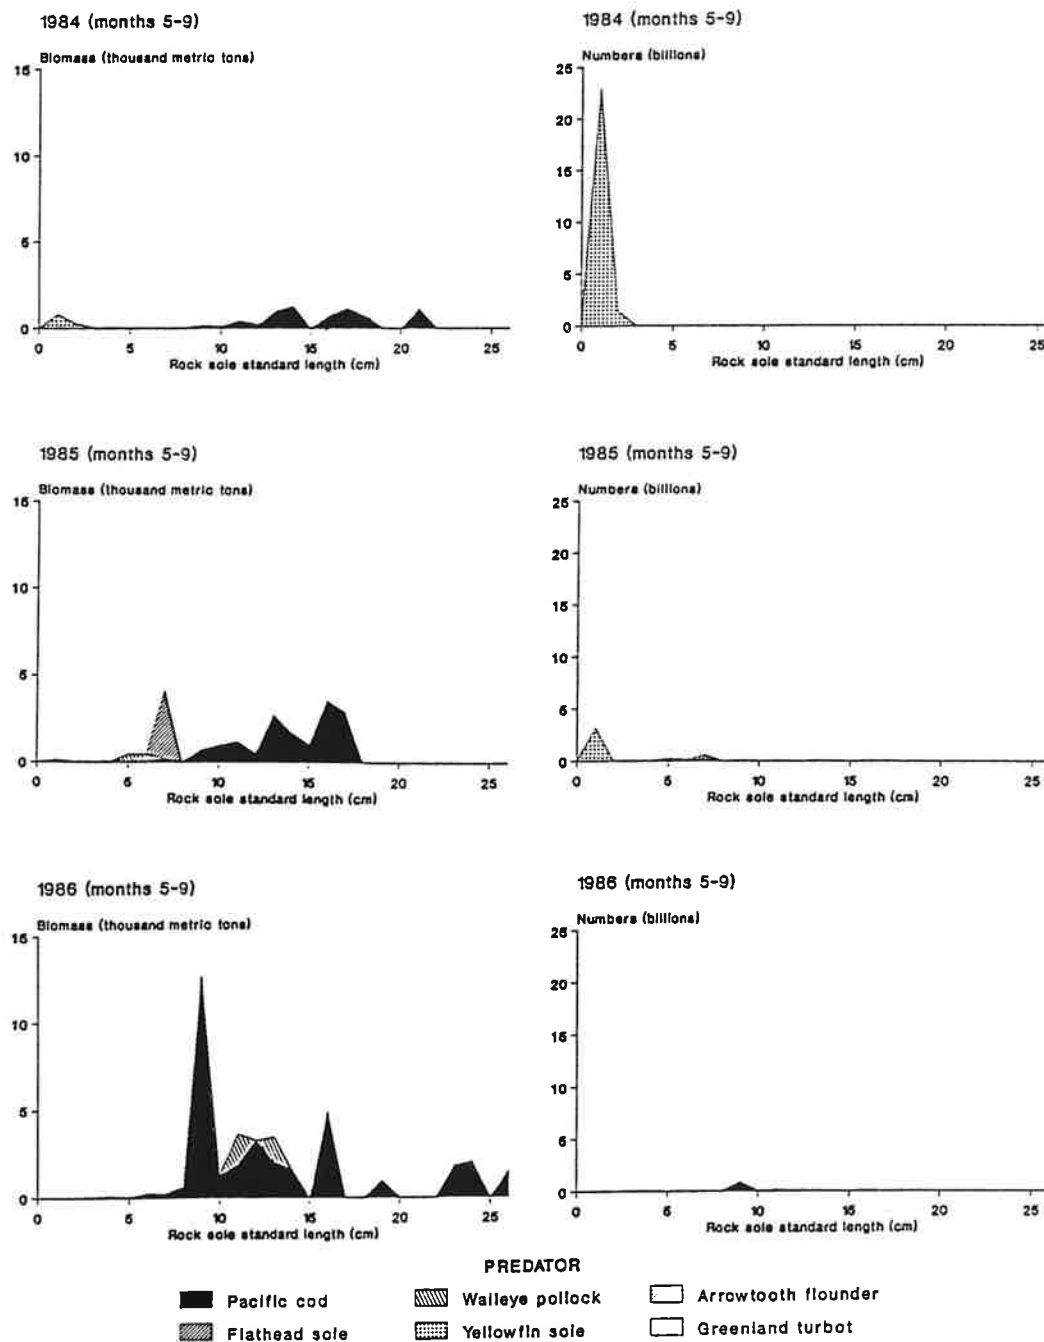 1984 (months 5-9)
Biomass (thousand metric tons)
15
10
5
0
0 5 10 15 20 25
Rock sole standard length (cm)
1984 (months 5-9)
Numbers (billions)
25
20
15
10
5
0
0 5 10 15 20 25
Rock sole standard length (cm)
1985 (months 5-9)
Biomass (thousand metric tons)
15
10
5
0
0 5 10 15 20 25
Rock sole standard length (cm)
1985 (months 5-9)
Numbers (billions)
25
20
15
10
5
0
0 5 10 15 20 25
Rock sole standard length (cm)
1986 (months 5-9)
Biomass (thousand metric tons)
15
10
5
0
0 5 10 15 20 25
Rock sole standard length (cm)
1986 (months 5-9)
Numbers (billions)
25
20
15
10
5
0
0 5 10 15 20 25
Rock sole standard length (cm)
PREDATOR
Pacific cod Walleye pollock Arrowtooth flounder
Flathead sole Yellowfin sole Greenland turbot